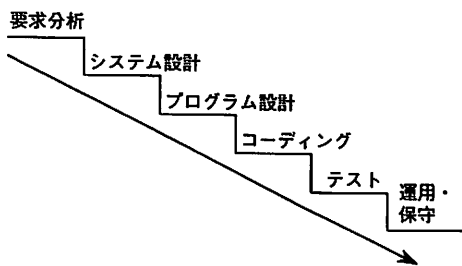 要求分析
システム設計
プログラム設計
コーディング
テスト
運用・
保守